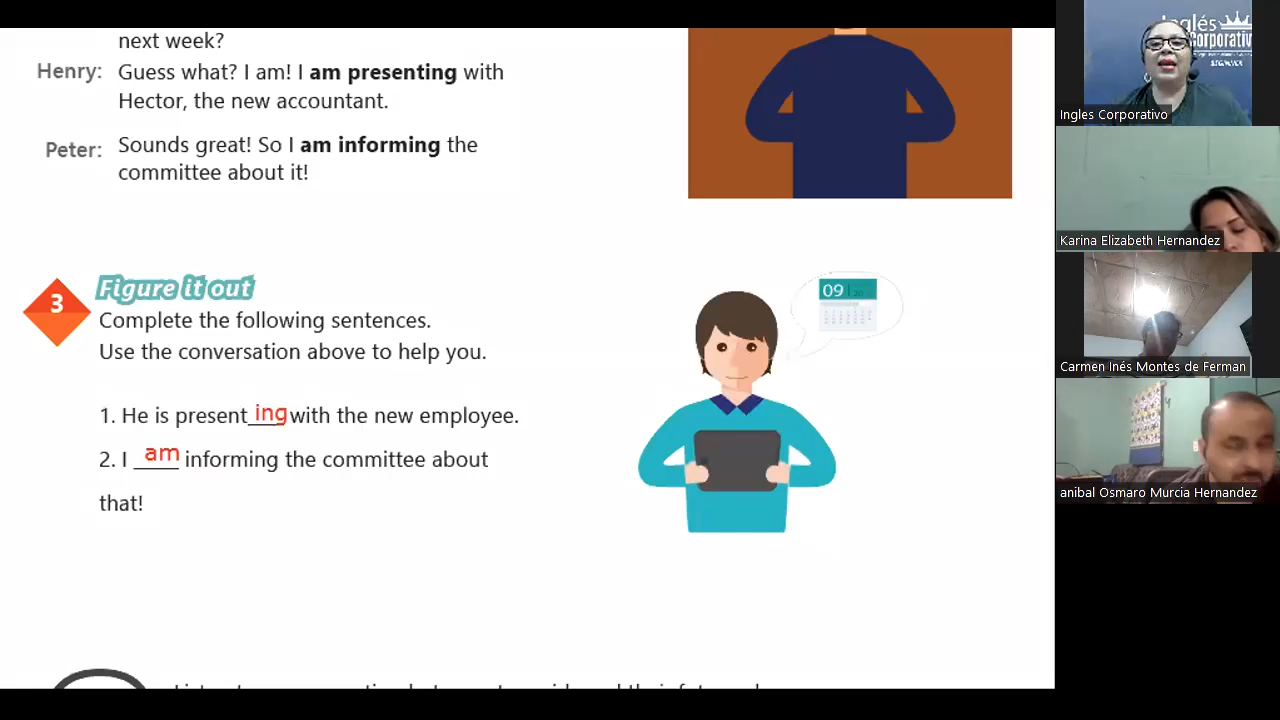 next week?
Henry: Guess what? I am! I am presenting with
Hector, the new accountant.
Peter: Sounds great! So I am informing the
committee about it!
3
Figure it out
Complete the following sentences.
Use the conversation above to help you.
1. He is present ing with the new employee.
2. I am informing the committee about
that!
09
Inglés
Corporativo
Ingles Corporativo
Karina Elizabeth Hernandez
Carmen Inés Montes de Ferman
anibal Osmaro Murcia Hernandez